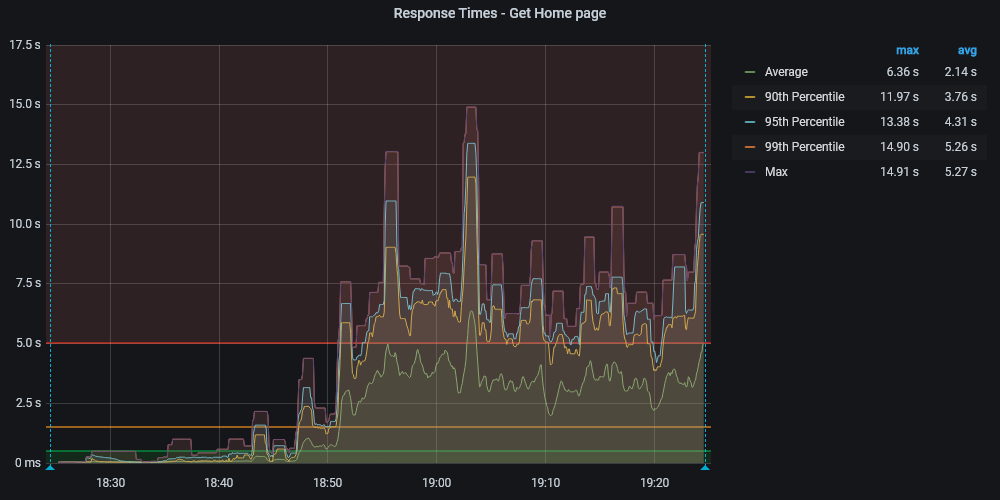 Response Times - Get Home page
17.5 s
15.0 s
12.5 s
10.0 s
7.5 s
5.0 s
2.5 s
0 ms
18:30 18:40 18:50 19:00 19:10 19:20
max avg
Average 6.36 s 2.14 s
90th Percentile 11.97 s 3.76 s
95th Percentile 13.38 s 4.31 s
99th Percentile 14.90 s 5.26 s
Max 14.91 s 5.27 s